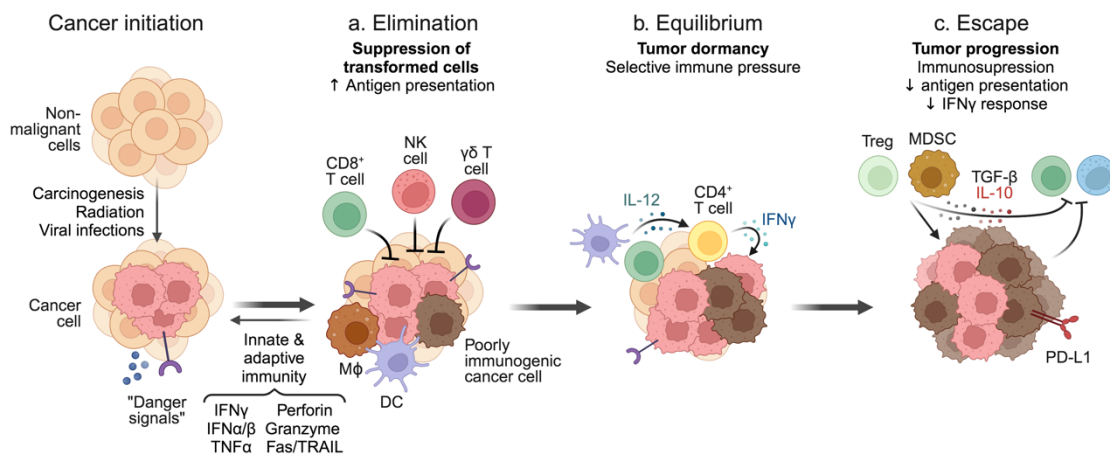 Cancer initiation
Non-
malignant
cells
Carcinogenesis
Radiation
Viral infections
Cancer
cell
"Danger
signals"
a. Elimination
Suppression of
transformed cells
↑ Antigen presentation
CD8+
T cell
NK
cell
γδ T
cell
Innate &
adaptive
immunity
IFNγ
IFNα/β
TNFα
Perforin
Granzyme
Fas/TRAIL
Mϕ
DC
Poorly
immunogenic
cancer cell
b. Equilibrium
Tumor dormancy
Selective immune pressure
IL-12
CD4+
T cell
IFNγ
c. Escape
Tumor progression
Immunosupression
↓ antigen presentation
↓ IFNγ response
Treg
MDSC
TGF-β
IL-10
PD-L1